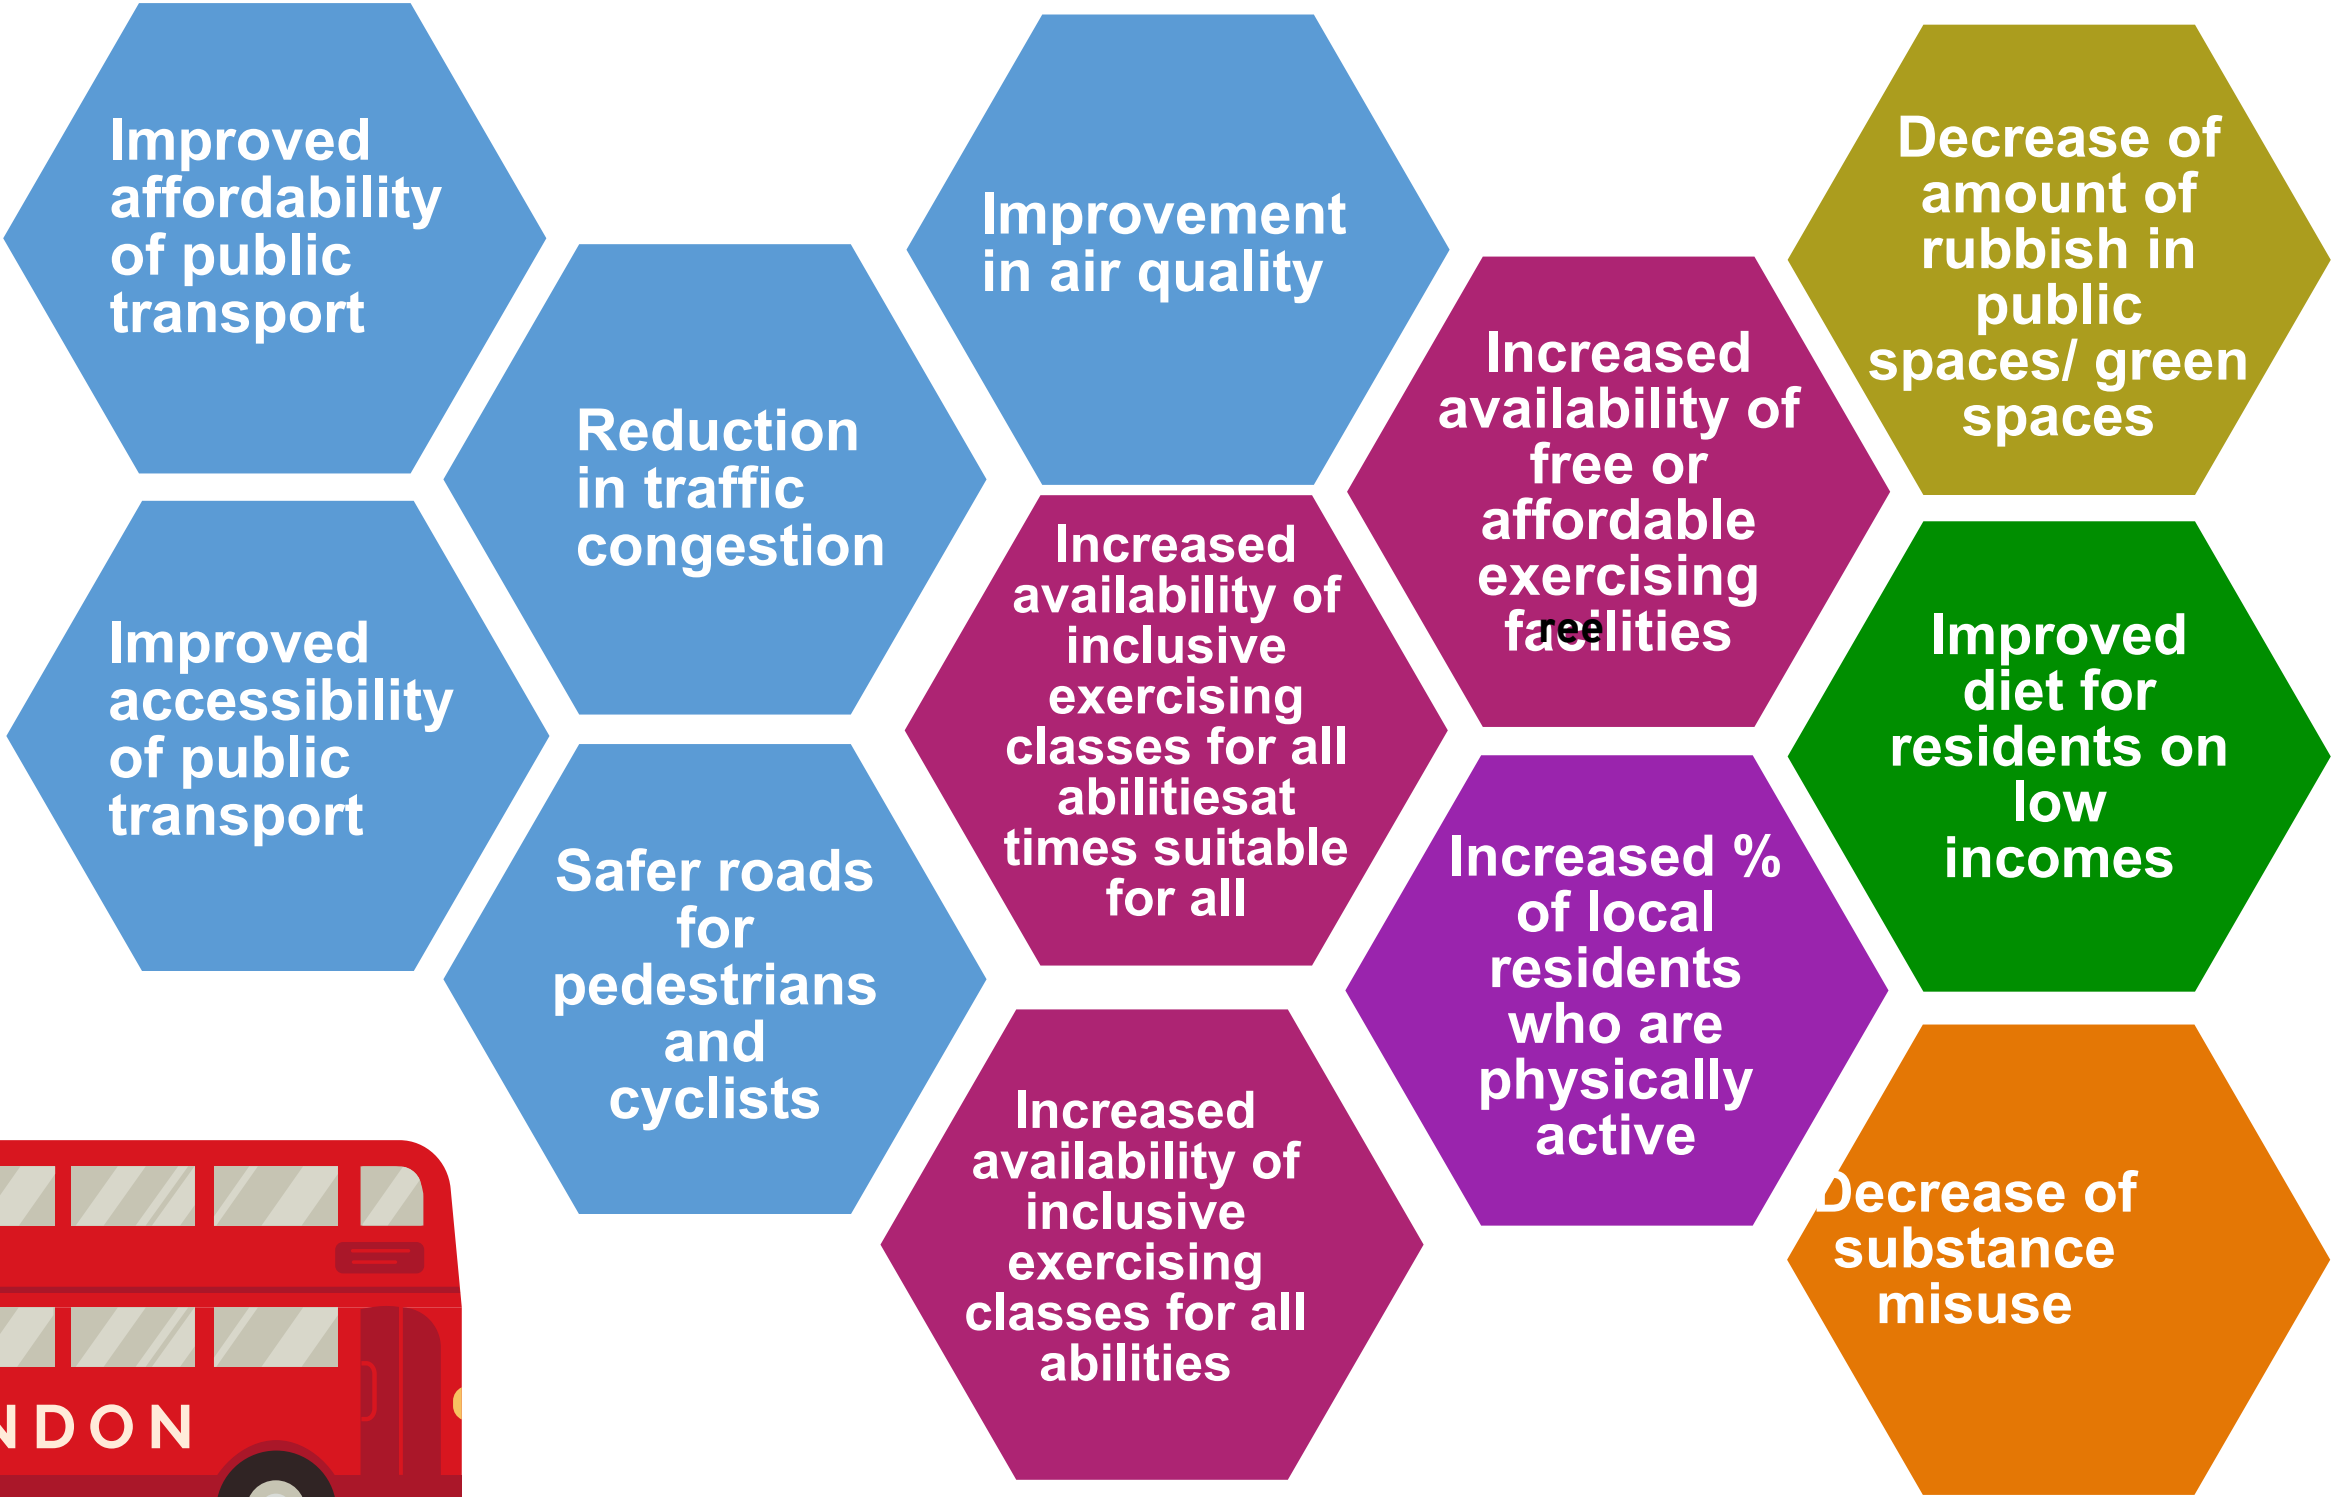 Improved
affordability
of public
transport
Improved
accessibility
of public
transport
Reduction
in traffic
congestion
Safer roads
for
pedestrians
and
cyclists
Improvement
in air quality
Increased
availability of
inclusive
exercising
classes for all
abilitiesat
times suitable
for all
Increased
availability of
inclusive
exercising
classes for all
abilities
Increased
availability of
free or
affordable
exercising
facilities
ree
Increased %
of local
residents
who are
physically
active
Decrease of
amount of
rubbish in
public
spaces/ green
spaces
Improved
diet for
residents on
low
incomes
Decrease of
substance
misuse
NDON